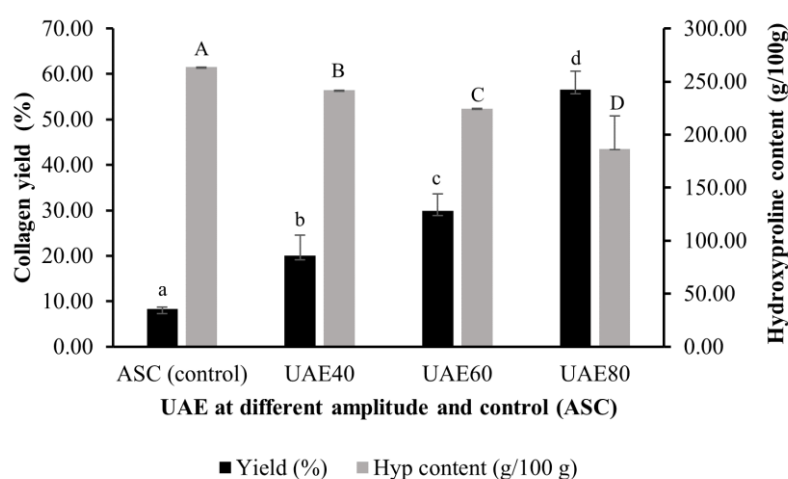 70.00
60.00
50.00
40.00
30.00
20.00
10.00
0.00
Collagen yield (%)
300.00
250.00
200.00
150.00
100.00
50.00
0.00
Hydroxyproline content (g/100g)
a
A
b
B
c
C
d
D
ASC (control) UAE40 UAE60 UAE80
UAE at different amplitude and control (ASC)
Yield (%) Hyp content (g/100 g)